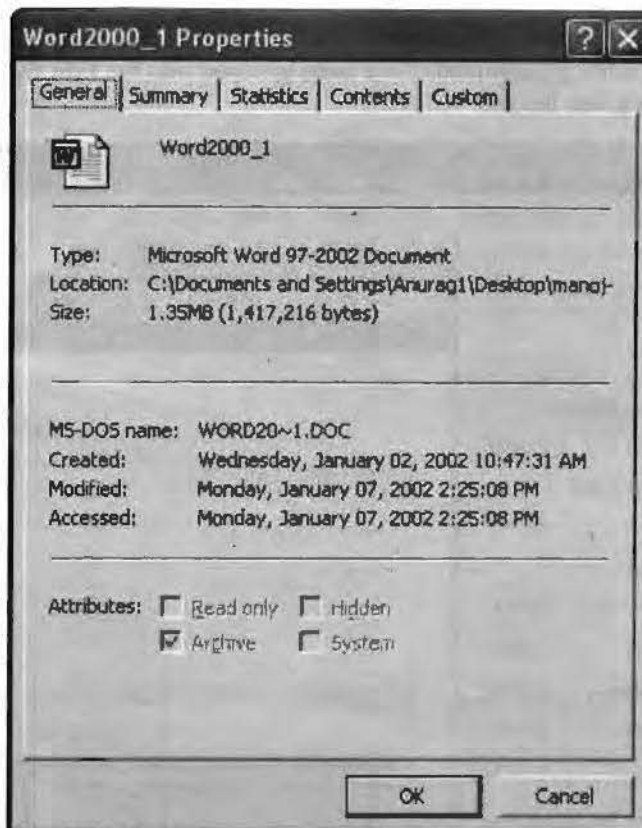 Word2000_1 Properties
General Summary Statistics Contents Custom
Word2000_1
Type: Microsoft Word 97-2002 Document
Location: C:\Documents and Settings\Anurag1\Desktop\manoj-
Size: 1.35MB (1,417,216 bytes)
MS-DOS name: WORD20~1.DOC
Created: Wednesday, January 02, 2002 10:47:31 AM
Modified: Monday, January 07, 2002 2:25:08 PM
Accessed: Monday, January 07, 2002 2:25:08 PM
Attributes: Read only Hidden
Archive System
OK Cancel